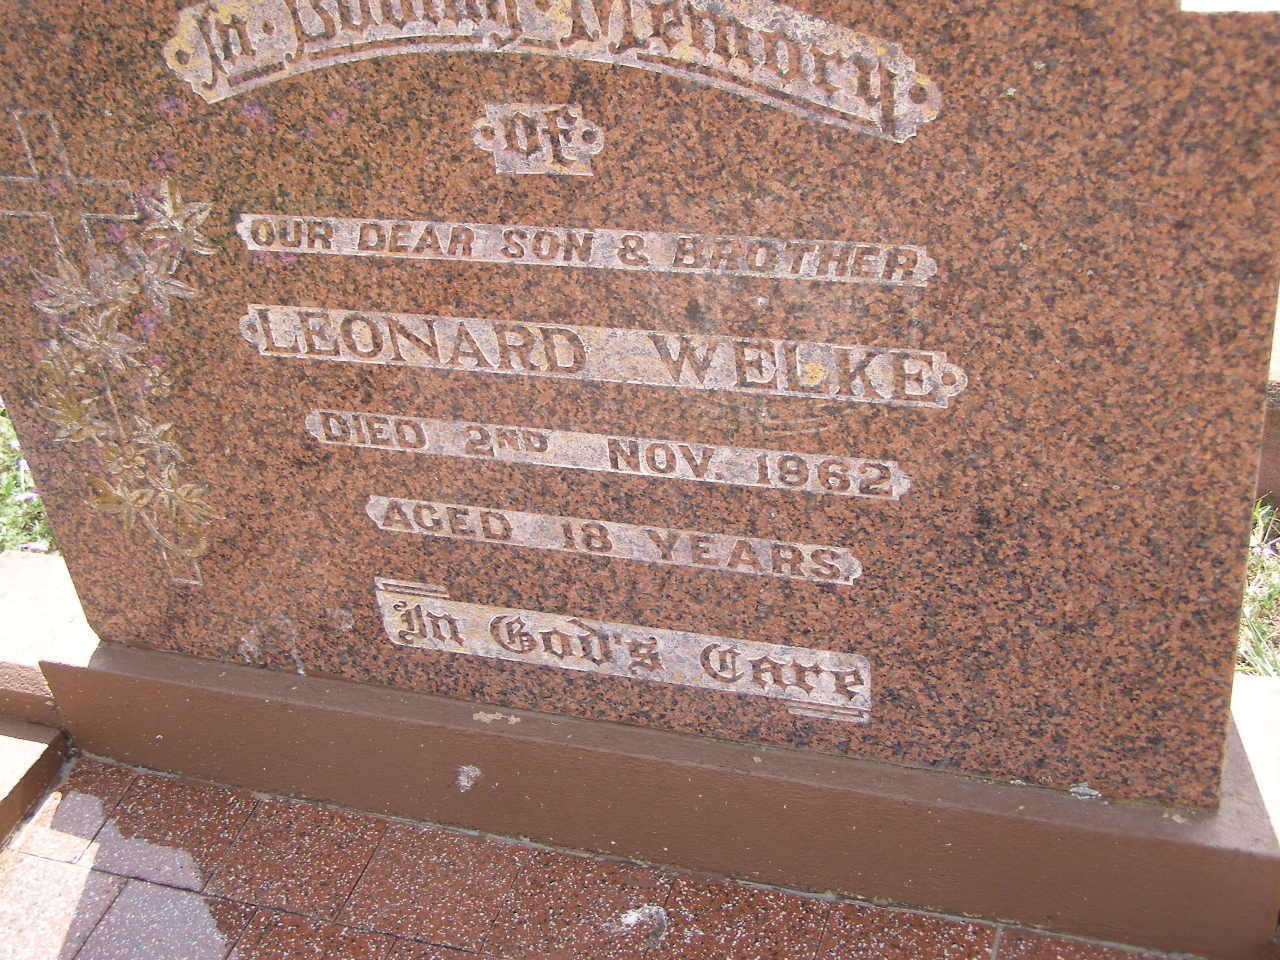 In Loving Memory
OF
OUR DEAR SON & BROTHER
LEONARD WELKE
DIED 2ND NOV. 1962
AGED 18 YEARS
In God's Care